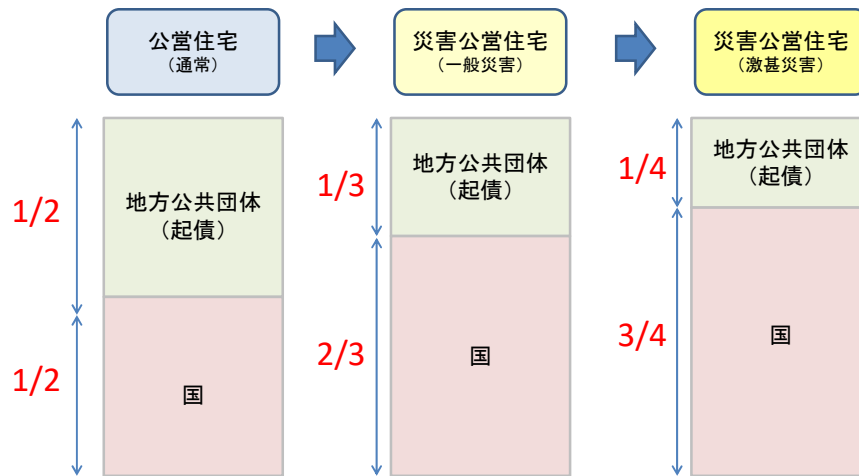 公営住宅
（通常）
災害公営住宅
（一般災害）
災害公営住宅
（激甚災害）
1/2
地方公共団体
（起債）
1/2
国
1/3
地方公共団体
（起債）
2/3
国
1/4
地方公共団体
（起債）
3/4
国